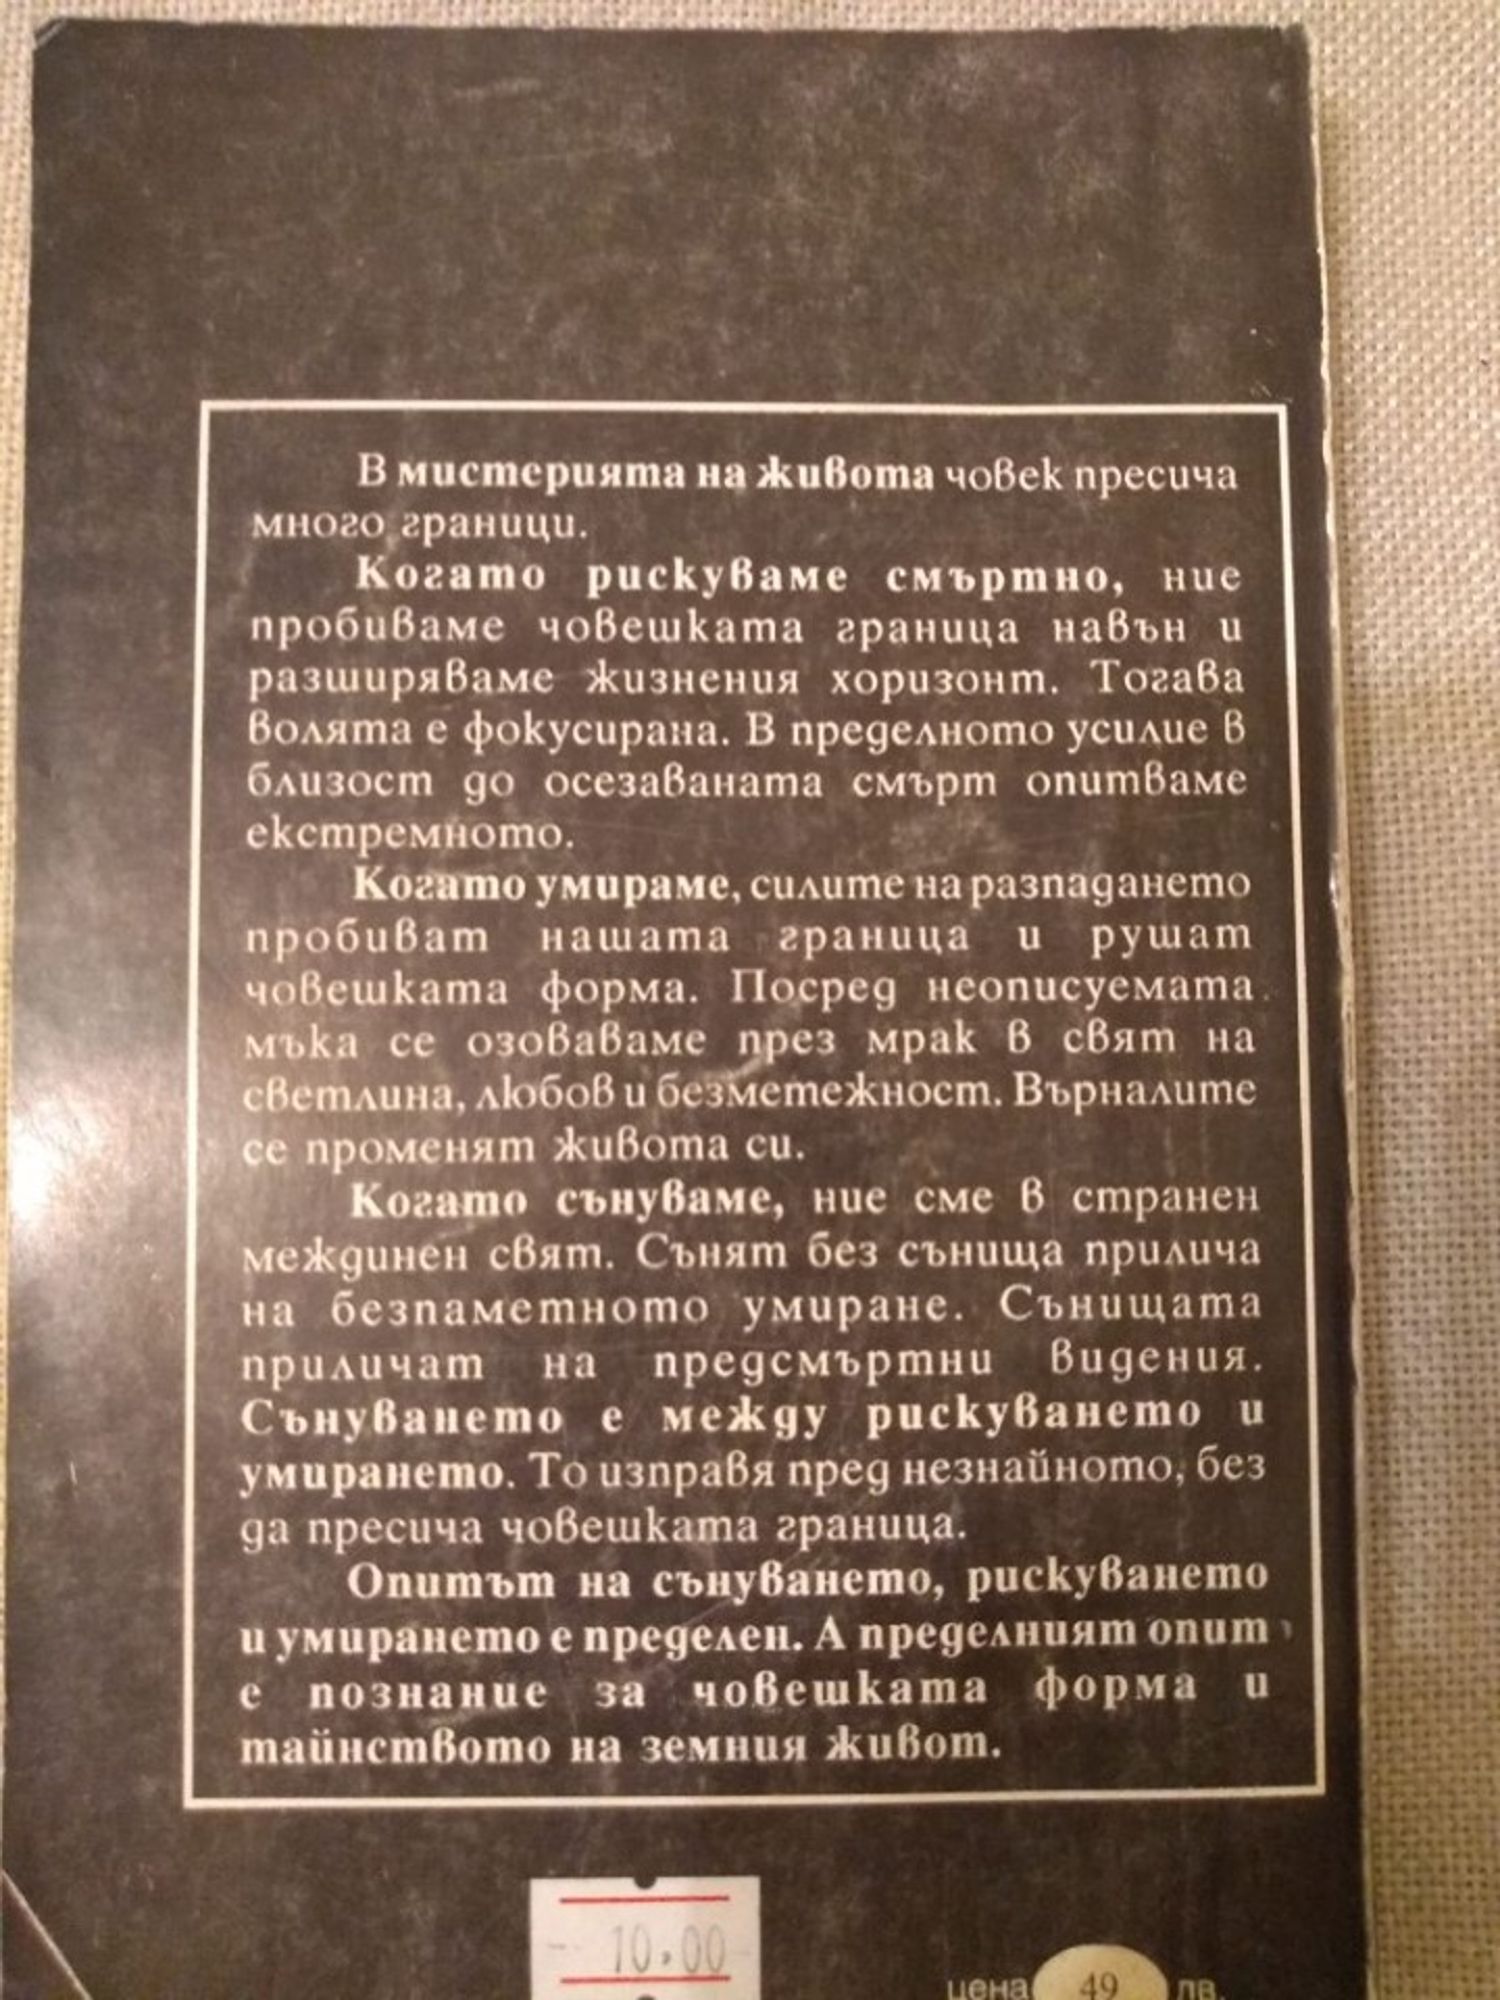 В мистерията на живота човек пресича
много граници.
Когато рискуваме смъртно, ние
пробиваме човешката граница навън и
разширяваме жизнения хоризонт. Тогава
волята е фокусирана. В пределното усилие в
близост до осезаваната смърт опитваме
екстремното.
Когато умираме, силите на разпадането
пробиват нашата граница и рушат
човешката форма. Посред неописуемата
мъка се озоваваме през мрак в свят на
светлина, любов и безметежност. Върналите
се променят живота си.
Когато сънуваме, ние сме в странен
междинен свят. Сънят без сънища прилича
на безпаметното умиране. Сънищата
приличат на предсмъртни видения.
Сънуването е между рискуването и
умирането. То изправя пред незнайното, без
да пресича човешката граница.
Опитът на сънуването, рискуването
и умирането е пределен. А пределният опит
е познание за човешката форма и
тайнството на земния живот.
10.00
цена 49 лв.